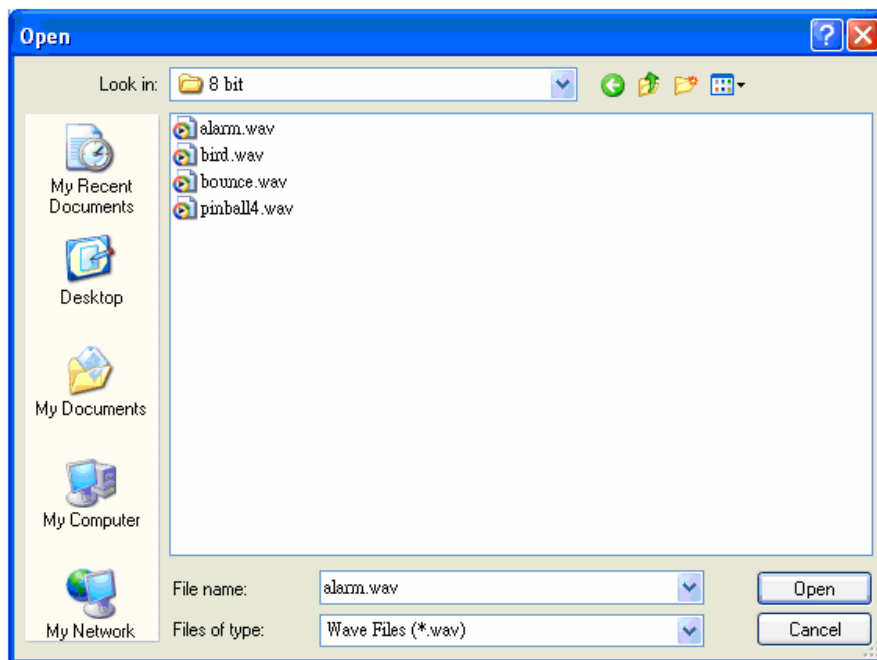 Open
Look in: 8 bit
alarm.wav
bird.wav
bounce.wav
pinball4.wav
My Recent
Documents
Desktop
My Documents
My Computer
My Network
File name: alarm.wav Open
Files of type: Wave Files (*.wav) Cancel